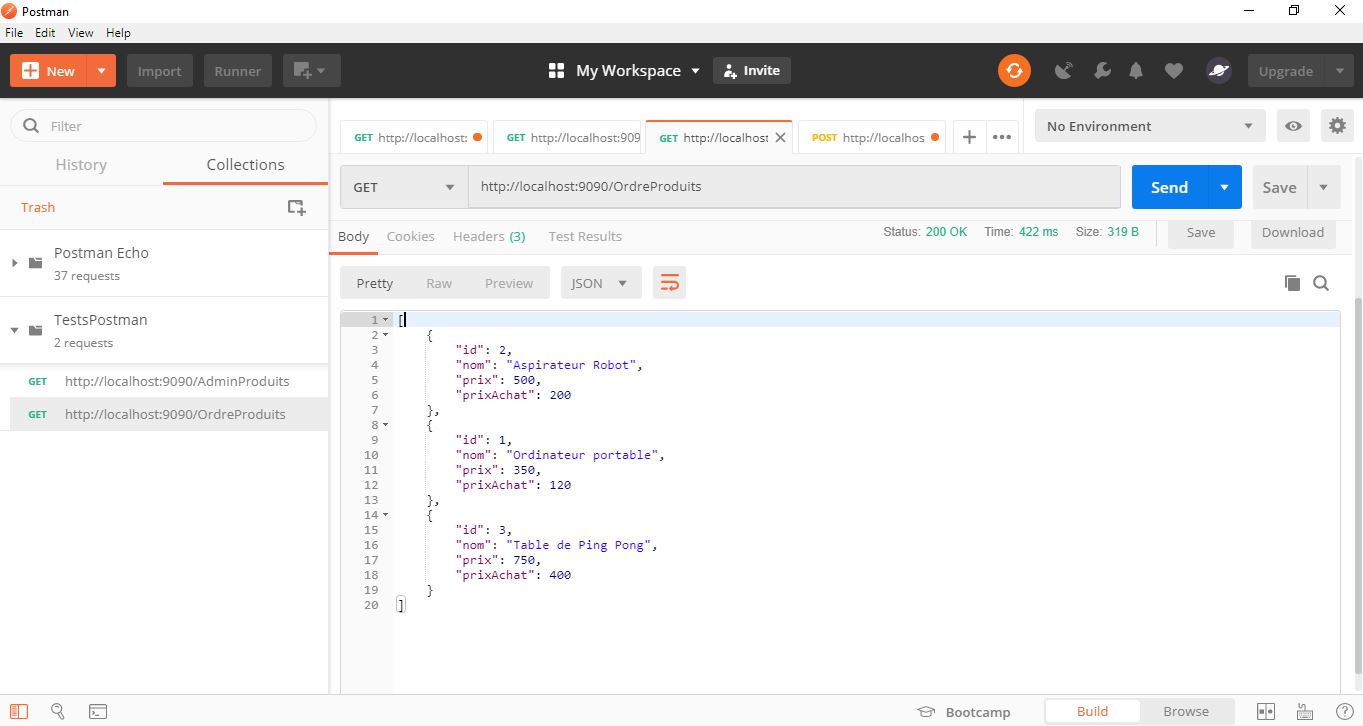 Postman
File Edit View Help
New Import Runner My Workspace Invite Upgrade
Filter
History Collections
Trash
Postman Echo
37 requests
TestsPostman
2 requests
GET http://localhost:9090/AdminProduits
GET http://localhost:9090/OrdreProduits
GET http://localhost: GET http://localhost:909 GET http://localhost POST http://localhos No Environment
GET http://localhost:9090/OrdreProduits Send Save
Body Cookies Headers (3) Test Results Status: 200 OK Time: 422 ms Size: 319 B Save Download
Pretty Raw Preview JSON
1 [
2 {
3 "id": 2,
4 "nom": "Aspirateur Robot",
5 "prix": 500,
6 "prixAchat": 200
7 },
8 {
9 "id": 1,
10 "nom": "Ordinateur portable",
11 "prix": 350,
12 "prixAchat": 120
13 },
14 {
15 "id": 3,
16 "nom": "Table de Ping Pong",
17 "prix": 750,
18 "prixAchat": 400
19 }
20 ]
Bootcamp Build Browse